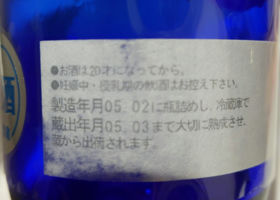 酒
●お酒は20才になってから。
●妊娠中・授乳期の飲酒はお控え下さい。
製造年月05.02に瓶詰めし、冷蔵庫で
蔵出年月05.03まで大切に熟成させ、
蔵から出荷されます。